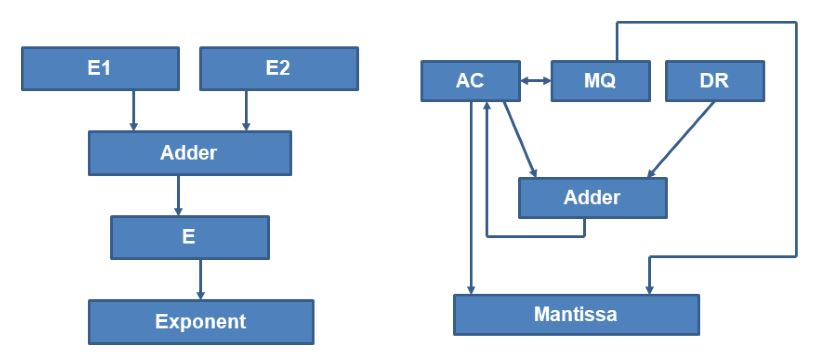 E1
E2
Adder
E
Exponent
AC
MQ
DR
Adder
Mantissa